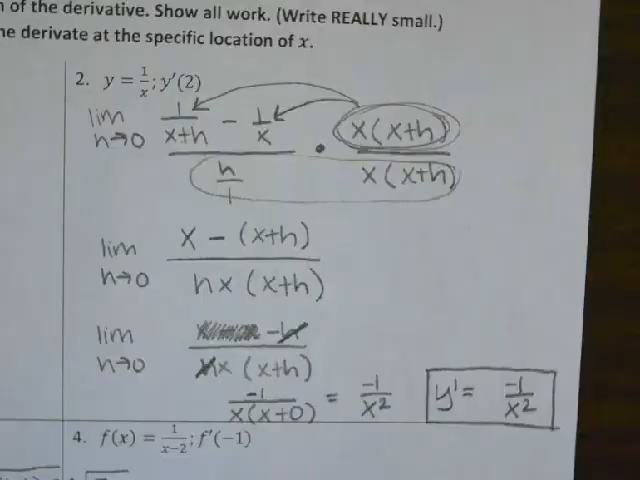 n of the derivative. Show all work. (Write REALLY small.)
he derivate at the specific location of x.
2. y = 1/x; y'(2)
lim h→0 (1/(x+h) - 1/x) / (h/1) · x(x+h) / x(x+h)
lim h→0 (x - (x+h)) / (hx(x+h))
lim h→0 -h / (hx(x+h))
-1/(x(x+0)) = -1/x² y' = -1/x²
4. f(x) = 1/(x-2); f'(-1)